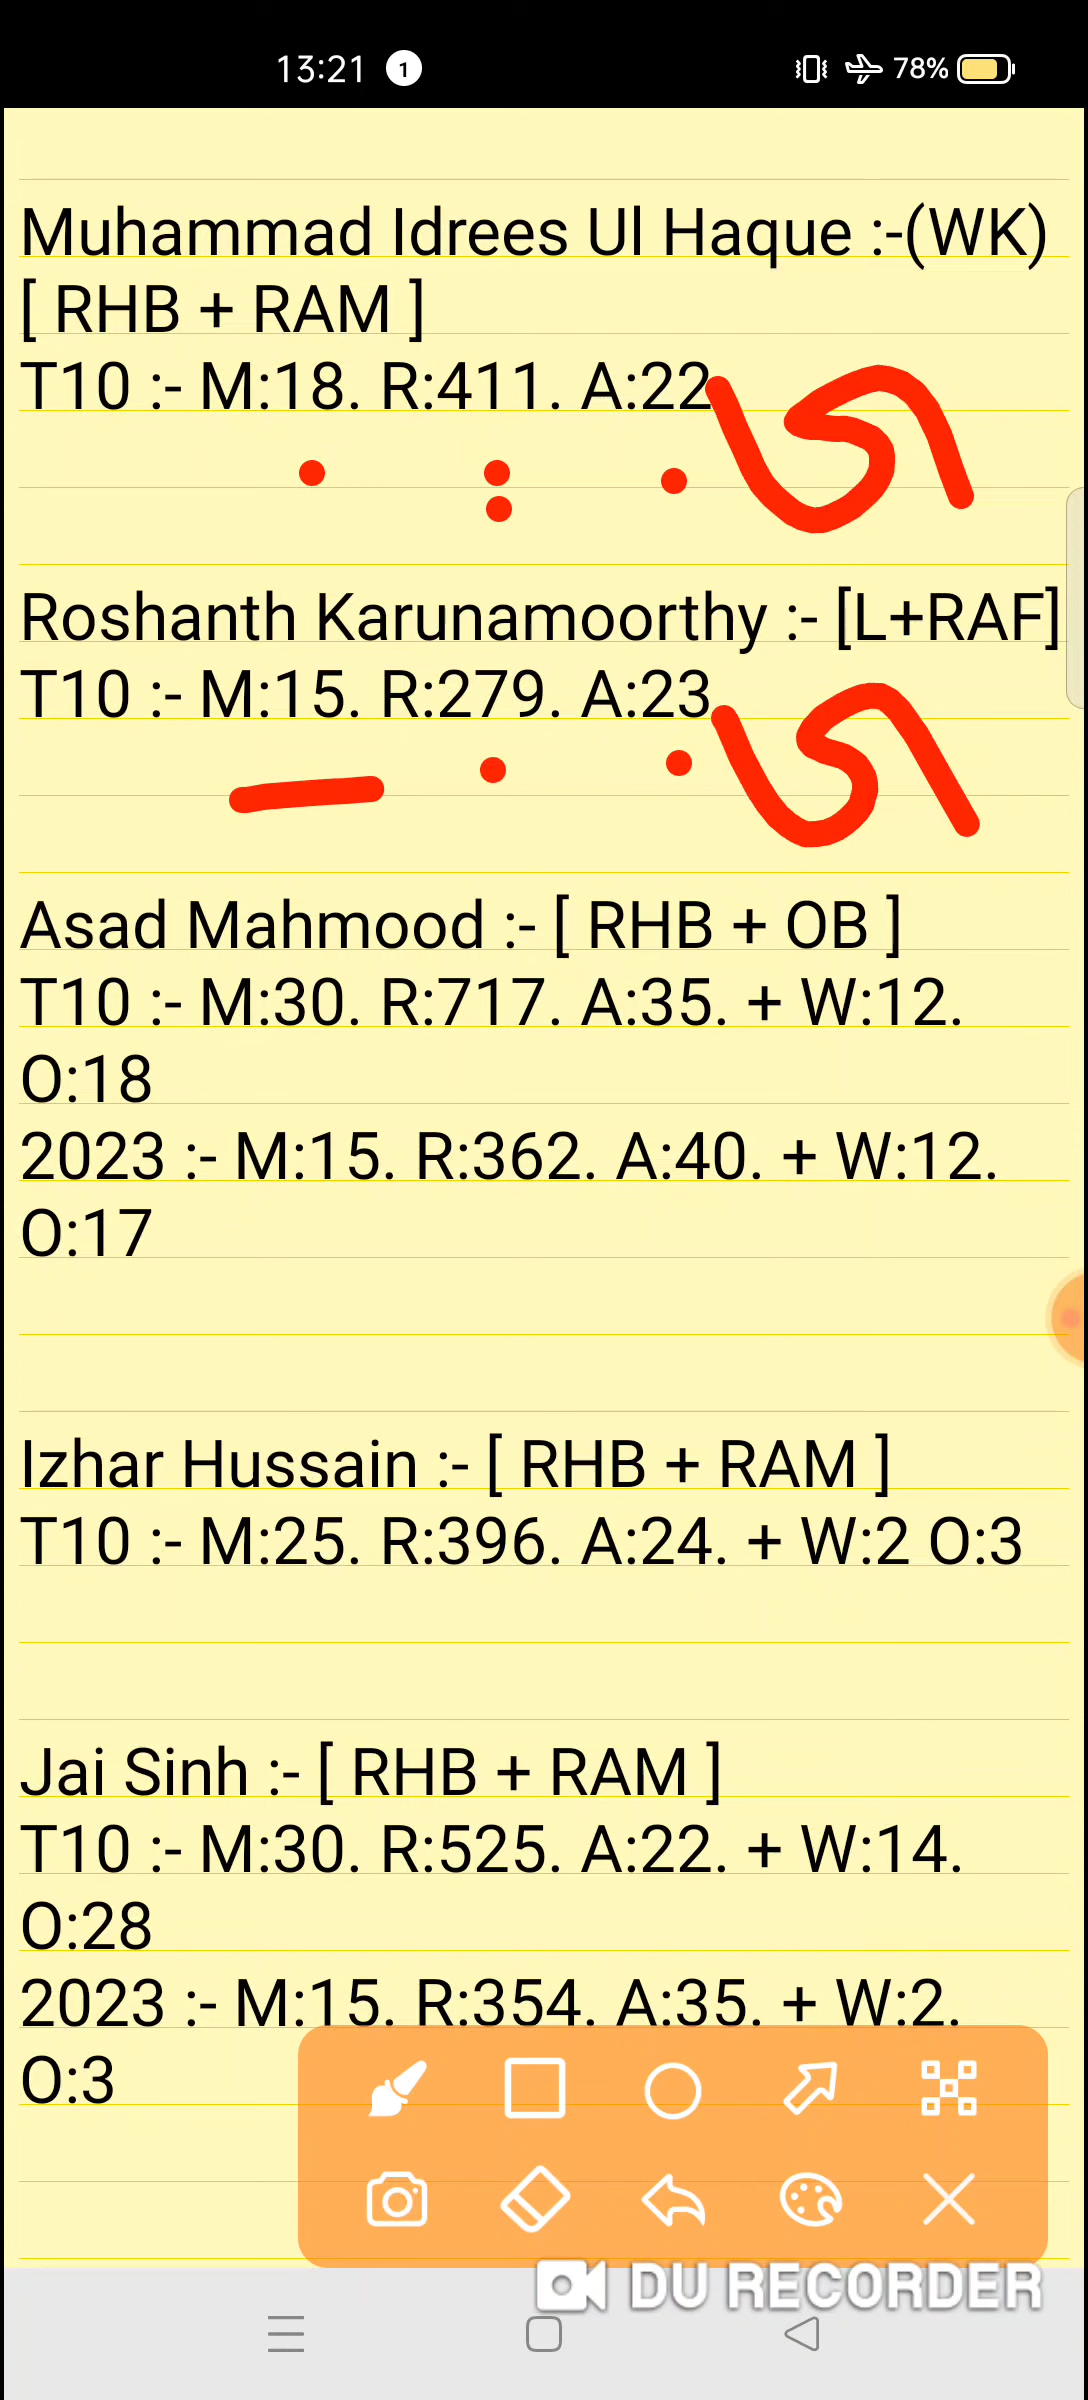 13:21 1 78%
Muhammad Idrees Ul Haque :-(WK)
[ RHB + RAM ]
T10 :- M:18. R:411. A:22
Roshanth Karunamoorthy :- [L+RAF]
T10 :- M:15. R:279. A:23
Asad Mahmood :- [ RHB + OB ]
T10 :- M:30. R:717. A:35. + W:12.
O:18
2023 :- M:15. R:362. A:40. + W:12.
O:17
Izhar Hussain :- [ RHB + RAM ]
T10 :- M:25. R:396. A:24. + W:2 O:3
Jai Sinh :- [ RHB + RAM ]
T10 :- M:30. R:525. A:22. + W:14.
O:28
2023 :- M:15. R:354. A:35. + W:2.
O:3
DU RECORDER